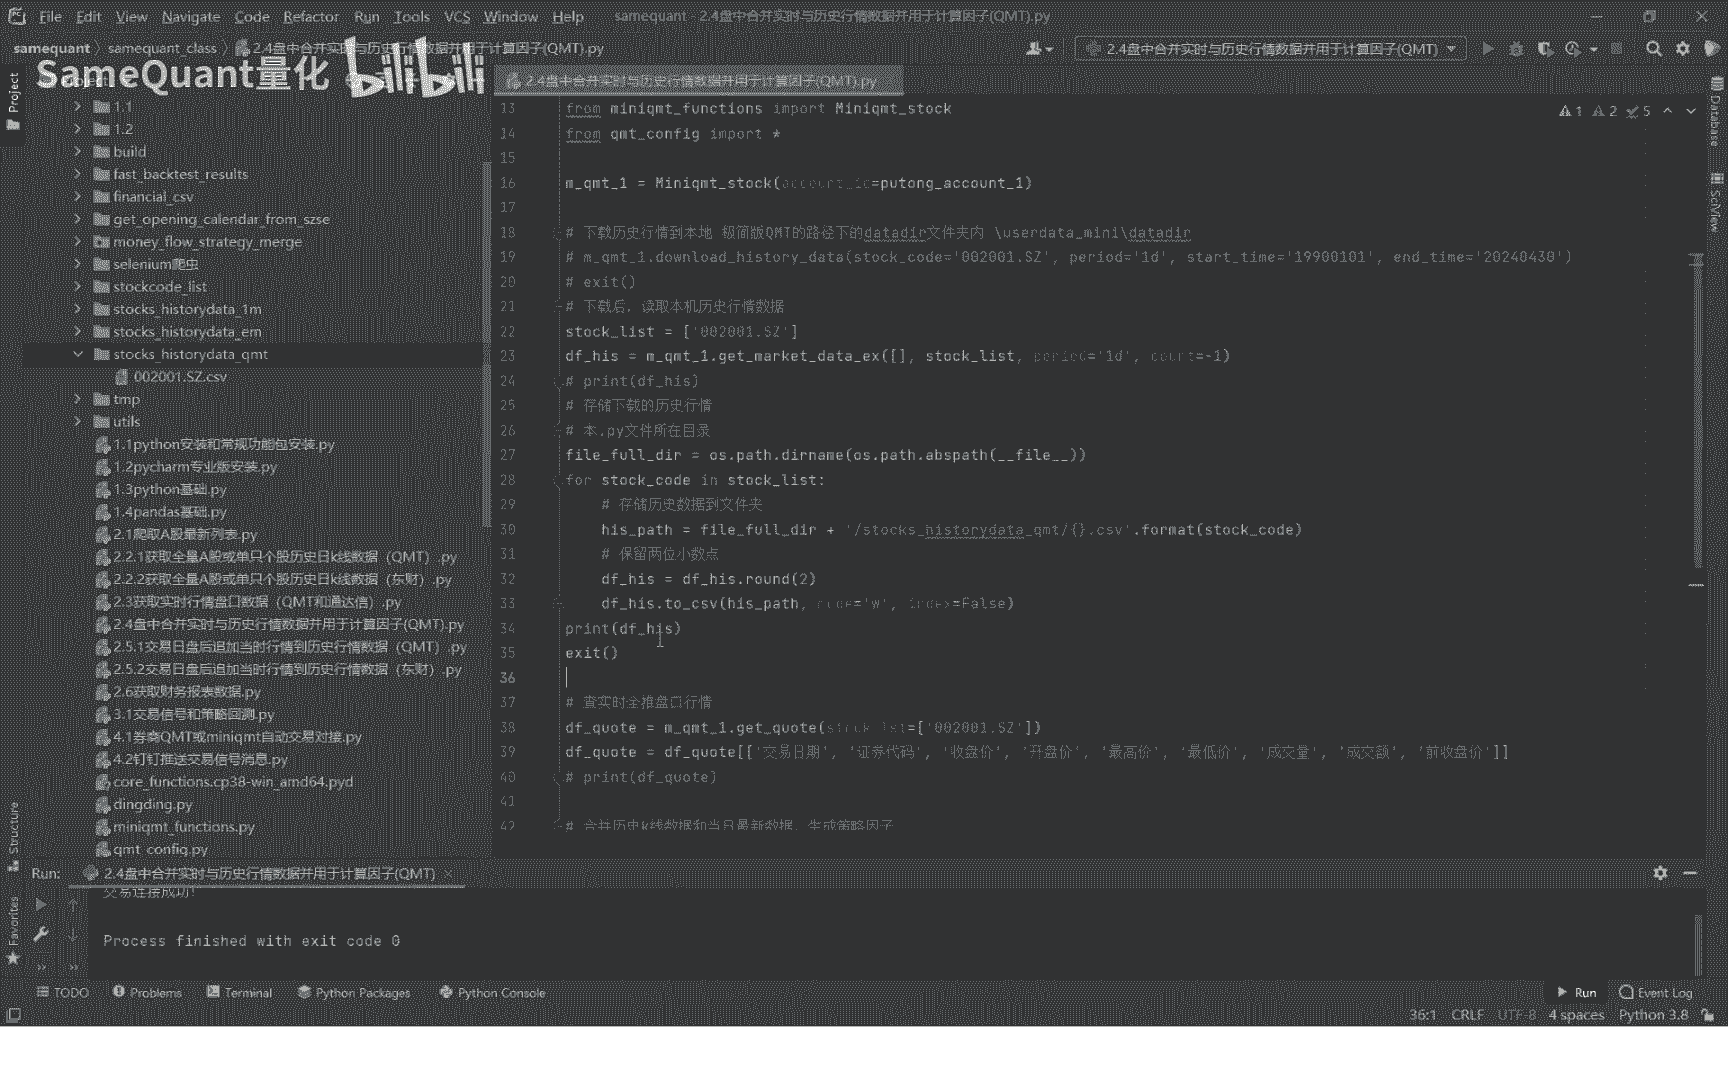 File Edit View Navigate Code Refactor Run Tools VCS Window Help samequant - 2.4盘中合并实时与历史行情数据并用于计算因子(QMT).py
samequant samequant_class 2.4盘中合并实时与历史行情数据并用于计算因子(QMT).py 2.4盘中合并实时与历史行情数据并用于计算因子(QMT)
SameQuant量化 bilibili
2.4盘中合并实时与历史行情数据并用于计算因子(QMT).py
Project
1.1
1.2
build
fast_backtest_results
financial_csv
get_opening_calendar_from_szse
money_flow_strategy_merge
selenium爬虫
stockcode_list
stocks_historydata_1m
stocks_historydata_em
stocks_historydata_qmt
002001.SZ.csv
tmp
utils
1.1python安装和常规功能包安装.py
1.2pycharm专业版安装.py
1.3python基础.py
1.4pandas基础.py
2.1爬取A股最新列表.py
2.2.1获取全量A股或单只个股历史日k线数据（QMT）.py
2.2.2获取全量A股或单只个股历史日k线数据（东财）.py
2.3获取实时行情盘口数据（QMT和通达信）.py
2.4盘中合并实时与历史行情数据并用于计算因子(QMT).py
2.5.1交易日盘后追加当时行情到历史行情数据（QMT）.py
2.5.2交易日盘后追加当时行情到历史行情数据（东财）.py
2.6获取财务报表数据.py
3.1交易信号和策略回测.py
4.1券商QMT或miniqmt自动交易对接.py
4.2钉钉推送交易信号消息.py
core_functions.cp38-win_amd64.pyd
dingding.py
miniqmt_functions.py
qmt_config.py
13 from miniqmt_functions import Miniqmt_stock
14 from qmt_config import *
15
16 m_qmt_1 = Miniqmt_stock(account_id=putong_account_1)
17
18 # 下载历史行情到本地 极简版QMT的路径下的datadir文件夹内 \userdata_mini\datadir
19 # m_qmt_1.download_history_data(stock_code='002001.SZ', period='1d', start_time='19900101', end_time='20240430')
20 # exit()
21 # 下载后，读取本机历史行情数据
22 stock_list = ['002001.SZ']
23 df_his = m_qmt_1.get_market_data_ex([], stock_list, period='1d', count=-1)
24 # print(df_his)
25 # 存储下载的历史行情
26 # 本.py文件所在目录
27 file_full_dir = os.path.dirname(os.path.abspath(__file__))
28 for stock_code in stock_list:
29 # 存储历史数据到文件夹
30 his_path = file_full_dir + '/stocks_historydata_qmt/{}.csv'.format(stock_code)
31 # 保留两位小数点
32 df_his = df_his.round(2)
33 df_his.to_csv(his_path, mode='w', index=False)
34 print(df_his)
35 exit()
36
37 # 查实时全推盘口行情
38 df_quote = m_qmt_1.get_quote(stock_lst=['002001.SZ'])
39 df_quote = df_quote[['交易日期', '证券代码', '收盘价', '开盘价', '最高价', '最低价', '成交量', '成交额', '前收盘价']]
40 # print(df_quote)
41
42 # 合并历史k线数据和当日最新数据，生成策略因子
1 2 5
Database
SciView
Structure
Favorites
Run: 2.4盘中合并实时与历史行情数据并用于计算因子(QMT)
交易连接成功!
Process finished with exit code 0
TODO Problems Terminal Python Packages Python Console Run Event Log
36:1 CRLF UTF-8 4 spaces Python 3.8